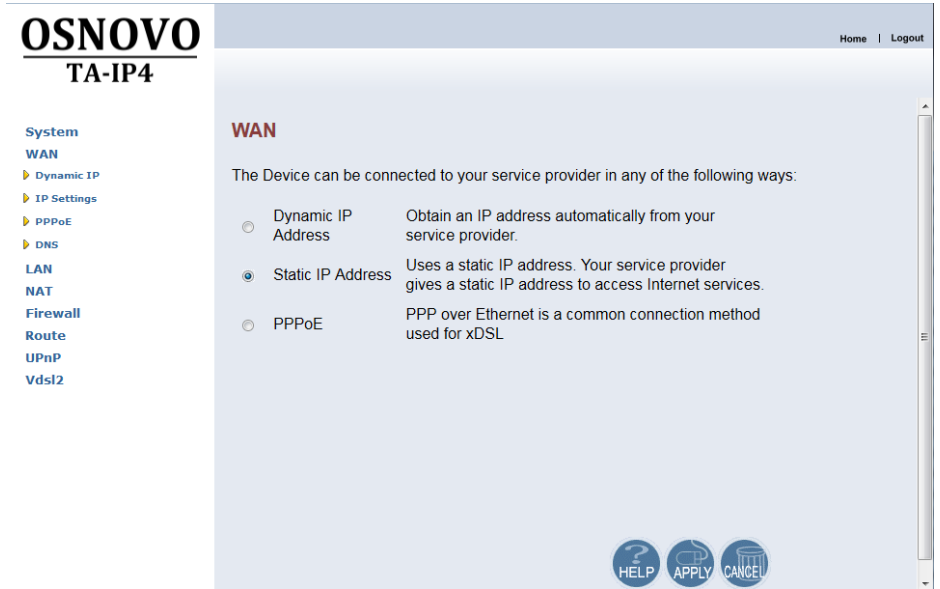 OSNOVO
TA-IP4
Home | Logout
System
WAN
Dynamic IP
IP Settings
PPPoE
DNS
LAN
NAT
Firewall
Route
UPnP
Vdsl2
WAN
The Device can be connected to your service provider in any of the following ways:
Dynamic IP Address
Obtain an IP address automatically from your
service provider.
Static IP Address
Uses a static IP address. Your service provider
gives a static IP address to access Internet services.
PPPoE
PPP over Ethernet is a common connection method
used for xDSL
HELP APPLY CANCEL